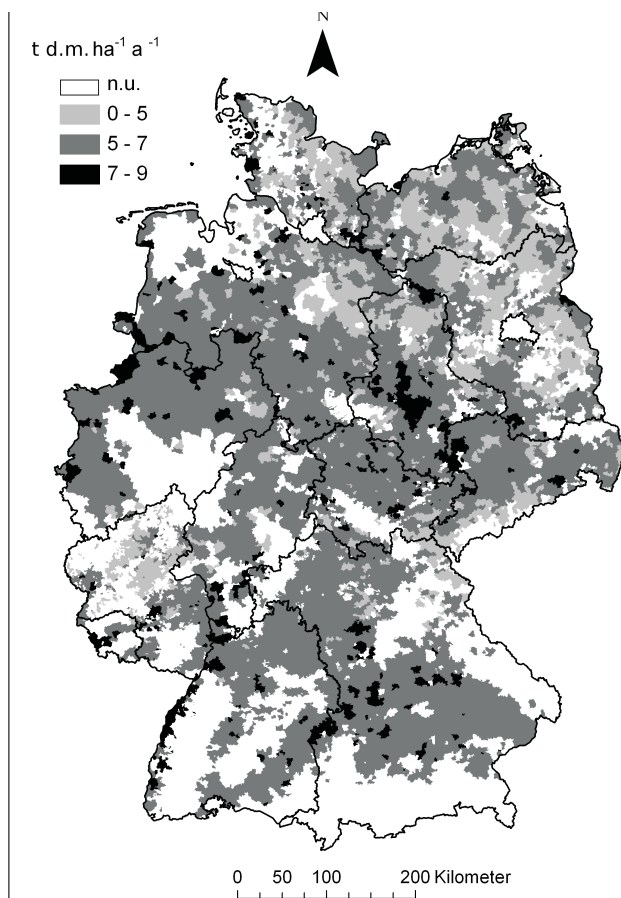 N
t d.m. ha⁻¹ a ⁻¹
n.u.
0 - 5
5 - 7
7 - 9
0 50 100 200 Kilometer